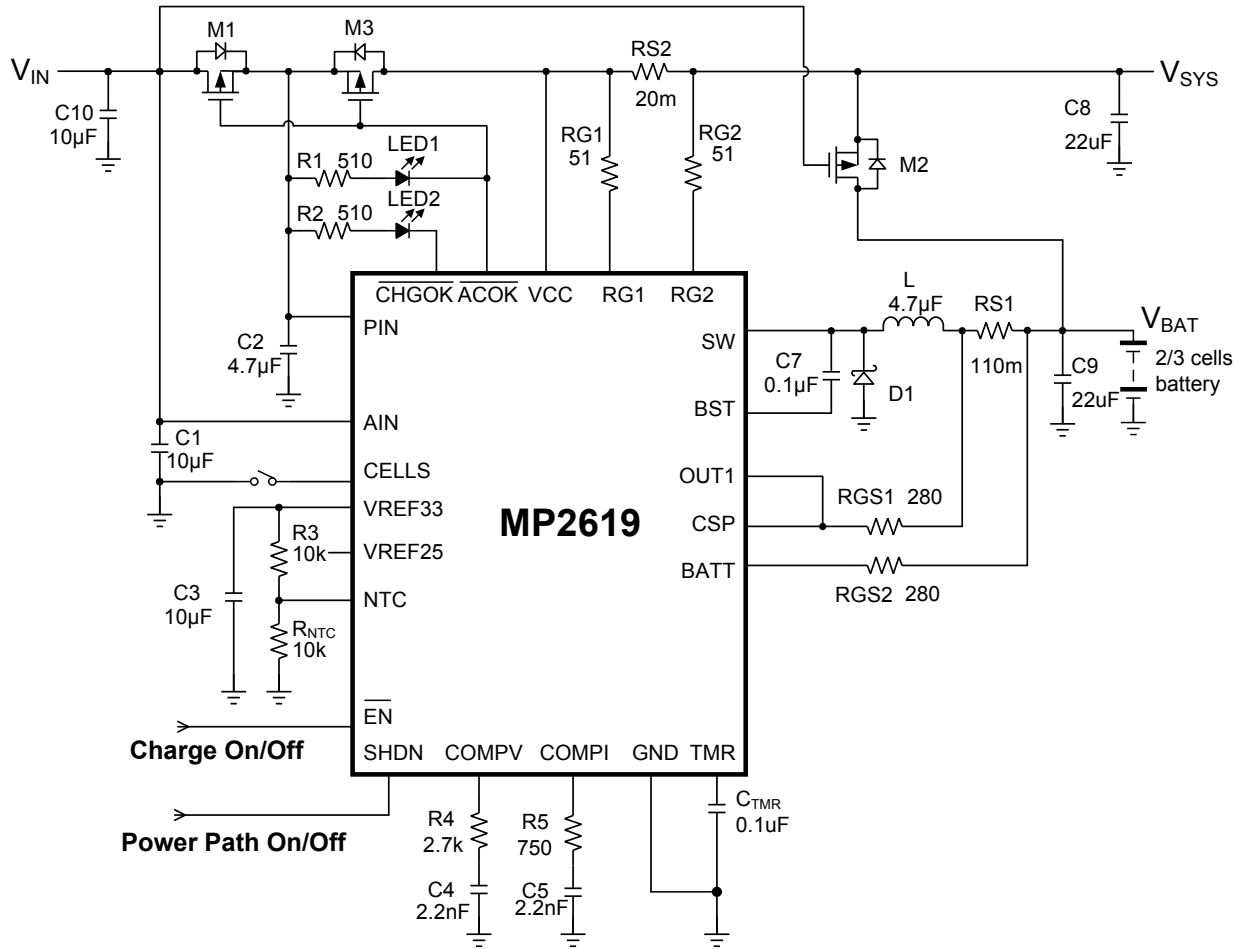 M1
M3
V_IN
C10
10µF
RS2
20m
V_SYS
C8
22uF
RG1
51
RG2
51
R1 510
LED1
R2 510
LED2
M2
CHGOK ACOK VCC RG1 RG2
C2
4.7µF
PIN
SW
L
4.7µF
RS1
110m
V_BAT
2/3 cells
battery
C7
0.1µF
D1
C9
22uF
BST
AIN
C1
10µF
CELLS
OUT1
RGS1 280
VREF33
R3
10k
VREF25
MP2619
CSP
BATT
RGS2 280
C3
10µF
NTC
R_NTC
10k
EN
Charge On/Off
SHDN COMPV COMPI GND TMR
Power Path On/Off
R4
2.7k
R5
750
C_TMR
0.1uF
C4
2.2nF
C5
2.2nF